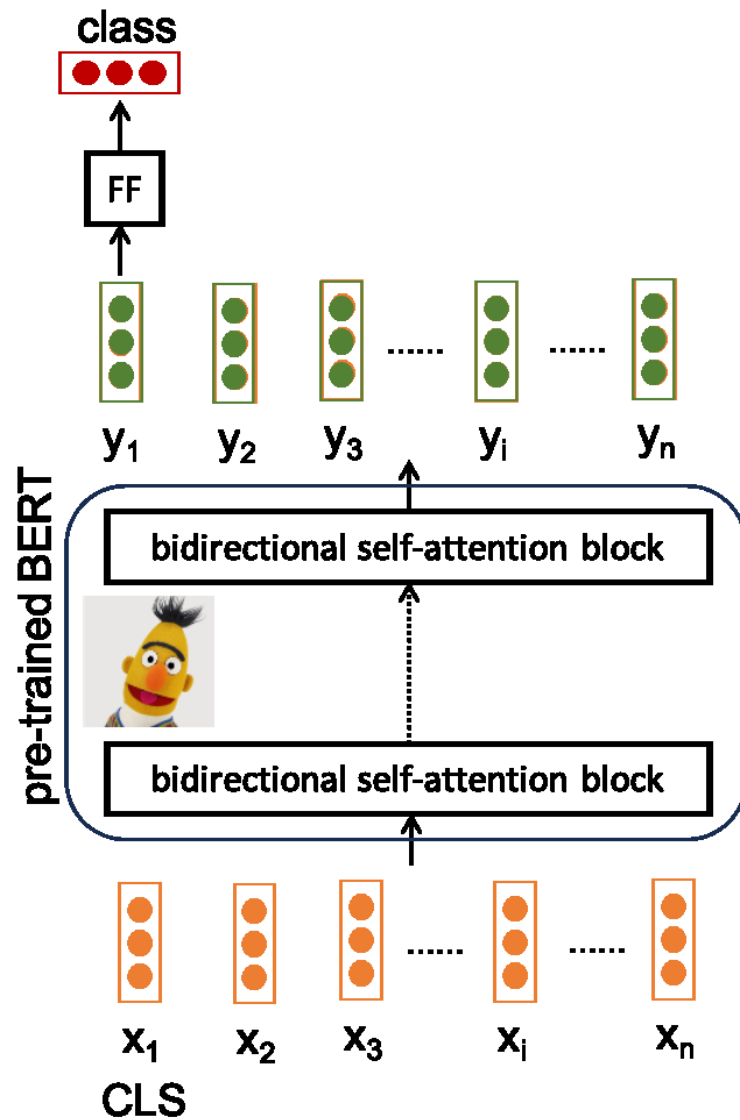 class
FF
y1 y2 y3 ...... yi ...... yn
pre-trained BERT
bidirectional self-attention block
bidirectional self-attention block
x1 x2 x3 ...... xi ...... xn
CLS